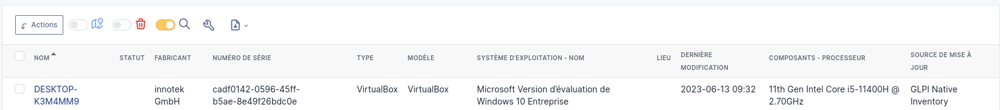 Actions
NOM STATUT FABRICANT NUMÉRO DE SÉRIE TYPE MODÈLE SYSTÈME D'EXPLOITATION - NOM LIEU DERNIÈRE MODIFICATION COMPOSANTS - PROCESSEUR SOURCE DE MISE À JOUR
DESKTOP-
K3M4MM9
innotek
GmbH
cadf0142-0596-45ff-
b5ae-8e49f26bdc0e
VirtualBox
VirtualBox
Microsoft Version d'évaluation de
Windows 10 Entreprise
2023-06-13 09:32
11th Gen Intel Core i5-11400H @
2.70GHz
GLPI Native
Inventory